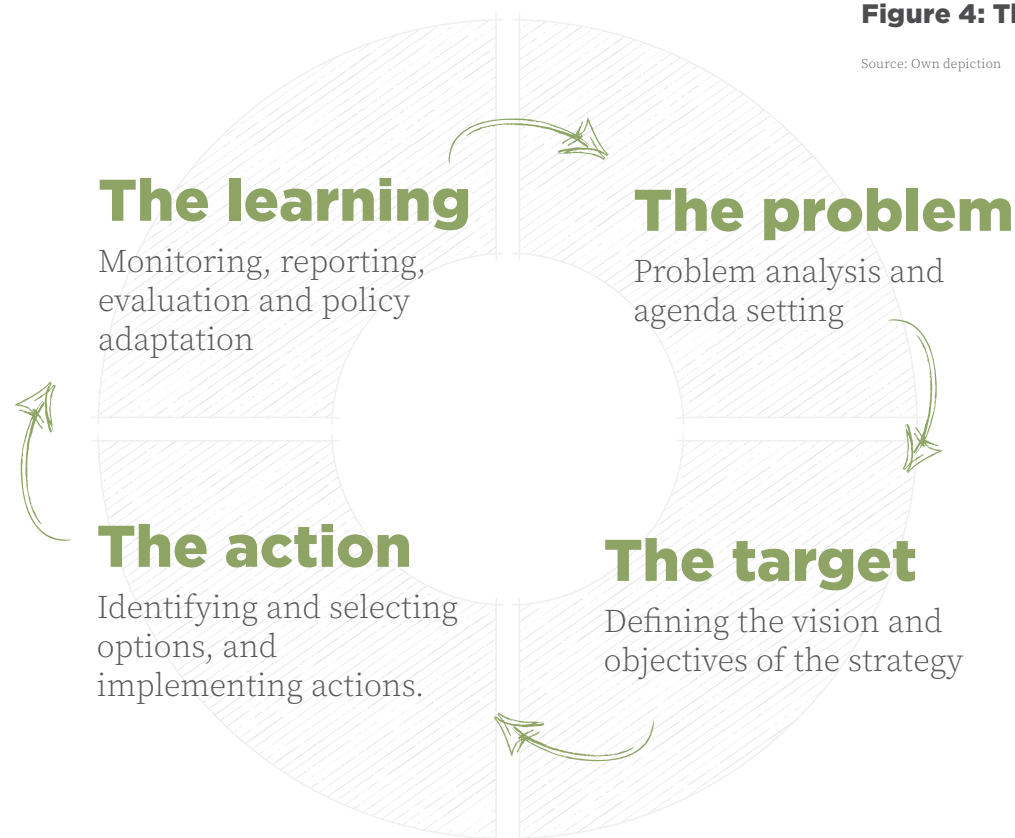 Figure 4: Th
Source: Own depiction
The learning
Monitoring, reporting,
evaluation and policy
adaptation
The problem
Problem analysis and
agenda setting
The action
Identifying and selecting
options, and
implementing actions.
The target
Defining the vision and
objectives of the strategy